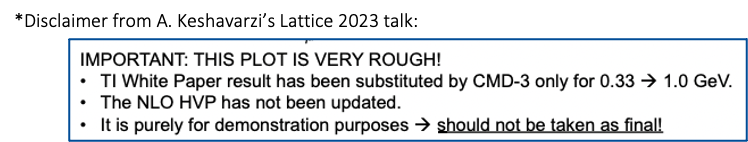 *Disclaimer from A. Keshavarzi's Lattice 2023 talk:
IMPORTANT: THIS PLOT IS VERY ROUGH!
• TI White Paper result has been substituted by CMD-3 only for 0.33 → 1.0 GeV.
• The NLO HVP has not been updated.
• It is purely for demonstration purposes → should not be taken as final!